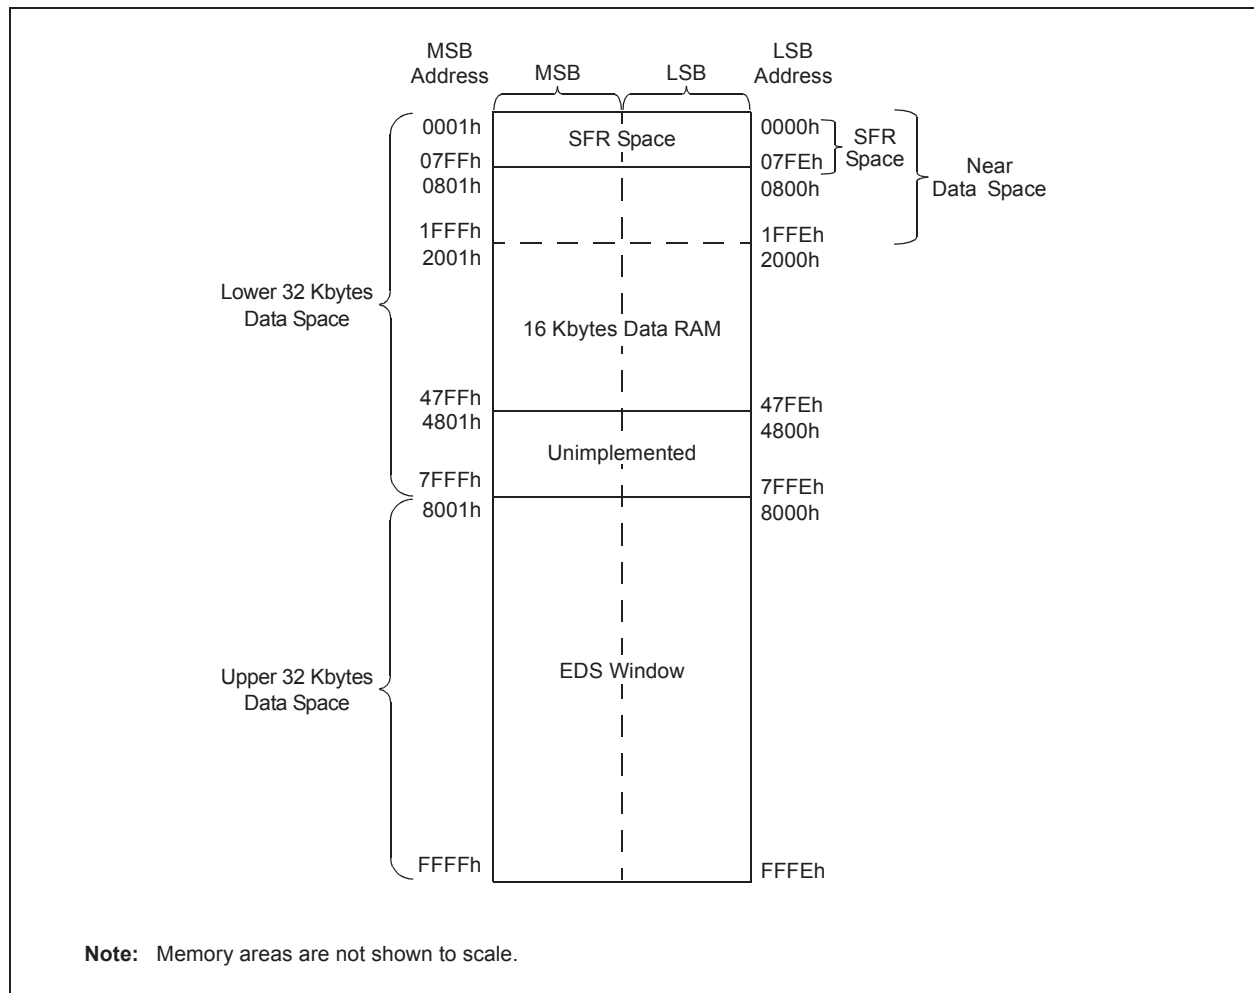 MSB
Address
MSB
LSB
LSB
Address
0001h
SFR Space
0000h
SFR
Space
07FFh
07FEh
0801h
0800h
Near
Data Space
1FFFh
1FFEh
2001h
2000h
Lower 32 Kbytes
Data Space
16 Kbytes Data RAM
47FFh
47FEh
4801h
4800h
Unimplemented
7FFFh
7FFEh
8001h
8000h
Upper 32 Kbytes
Data Space
EDS Window
FFFFh
FFFEh
Note: Memory areas are not shown to scale.